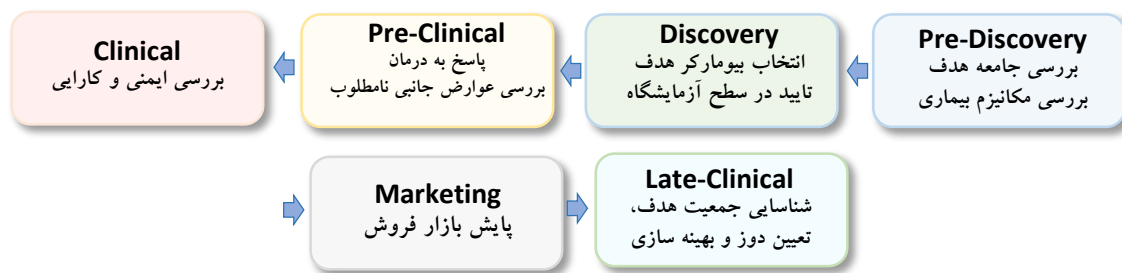 Pre-Discovery
بررسی جامعه هدف
بررسی مکانیزم بیماری
Discovery
انتخاب بیومارکر هدف
تایید در سطح آزمایشگاه
Pre-Clinical
پاسخ به درمان
بررسی عوارض جانبی نامطلوب
Clinical
بررسی ایمنی و کارایی
Marketing
پایش بازار فروش
Late-Clinical
شناسایی جمعیت هدف،
تعیین دوز و بهینه سازی